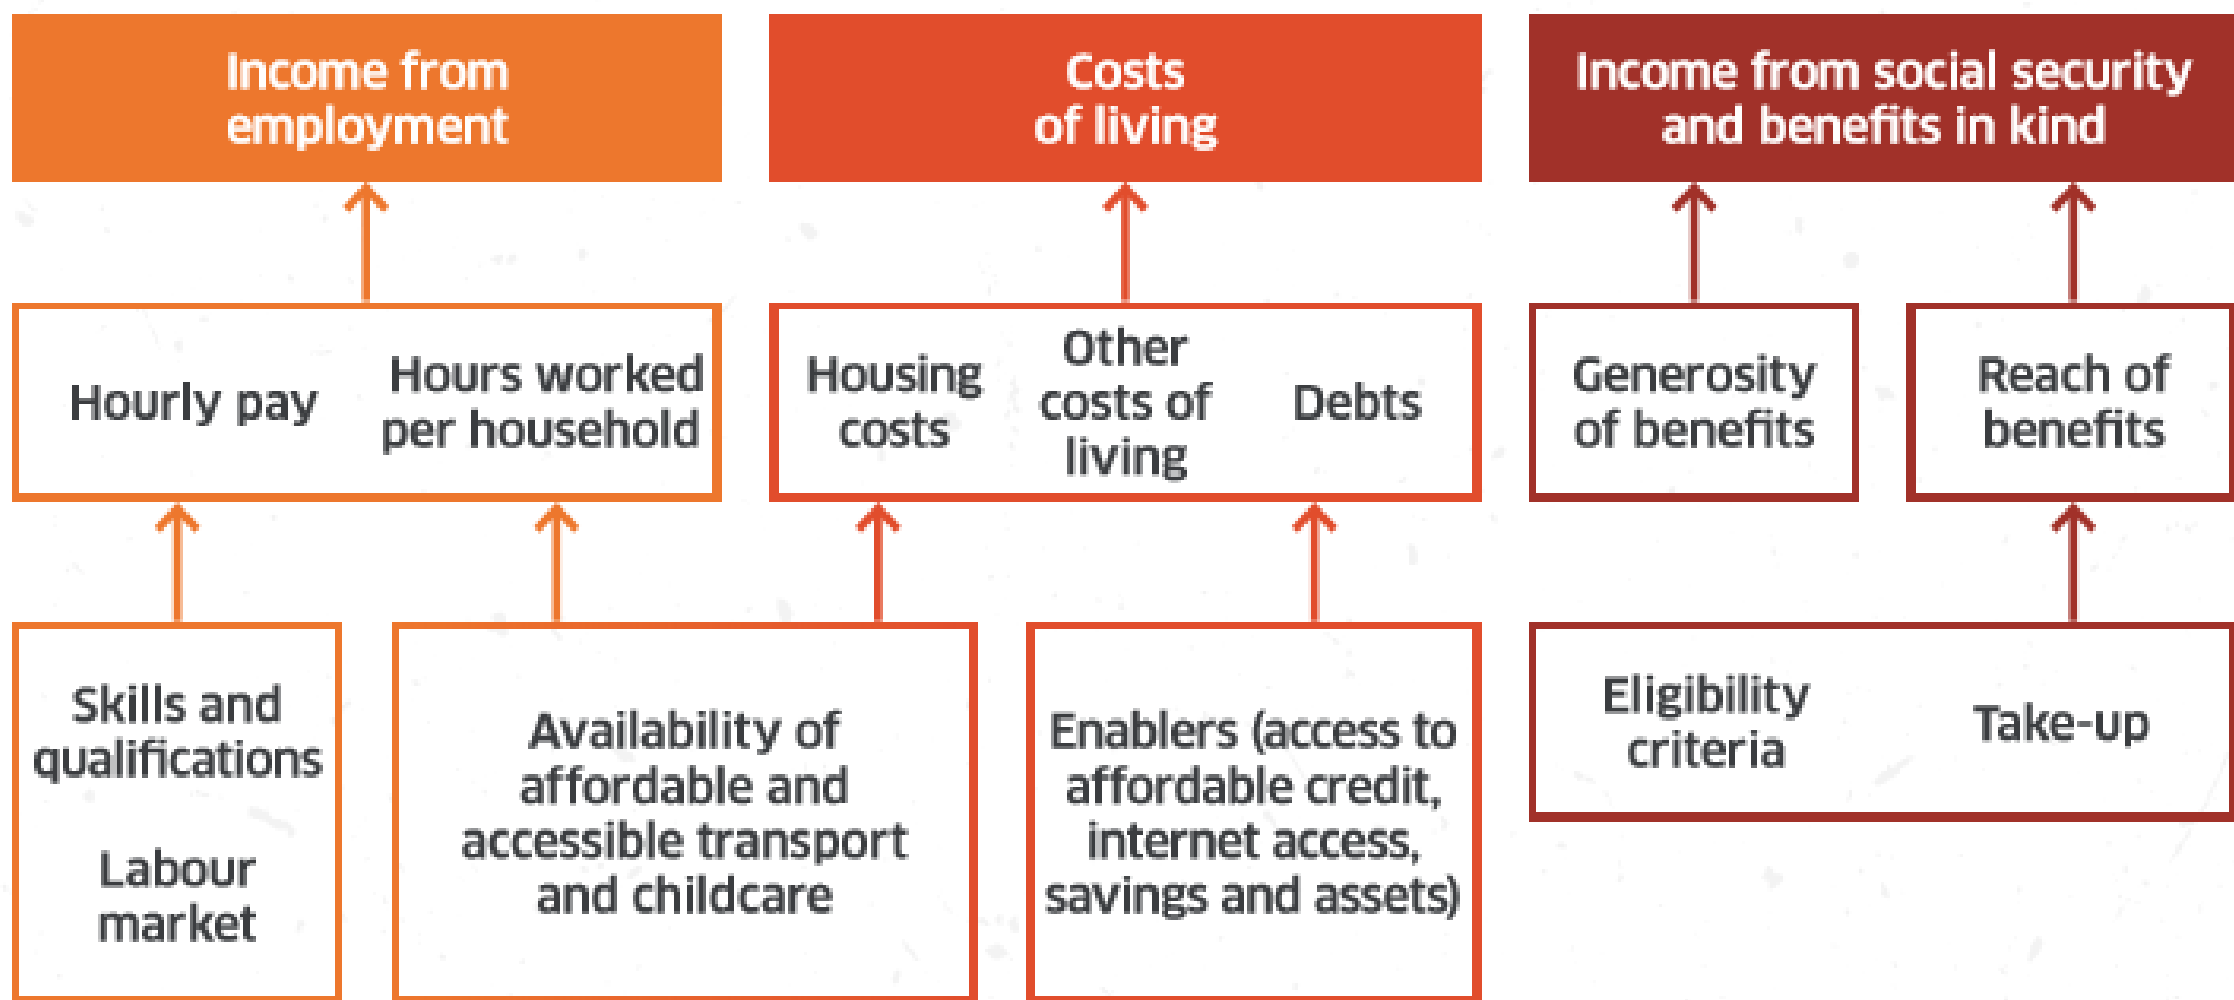 Income from
employment
Costs
of living
Income from social security
and benefits in kind
Hourly pay
Hours worked
per household
Housing
costs
Other
costs of
living
Debts
Generosity
of benefits
Reach of
benefits
Skills and
qualifications
Labour
market
Availability of
affordable and
accessible transport
and childcare
Enablers (access to
affordable credit,
internet access,
savings and assets)
Eligibility
criteria
Take-up